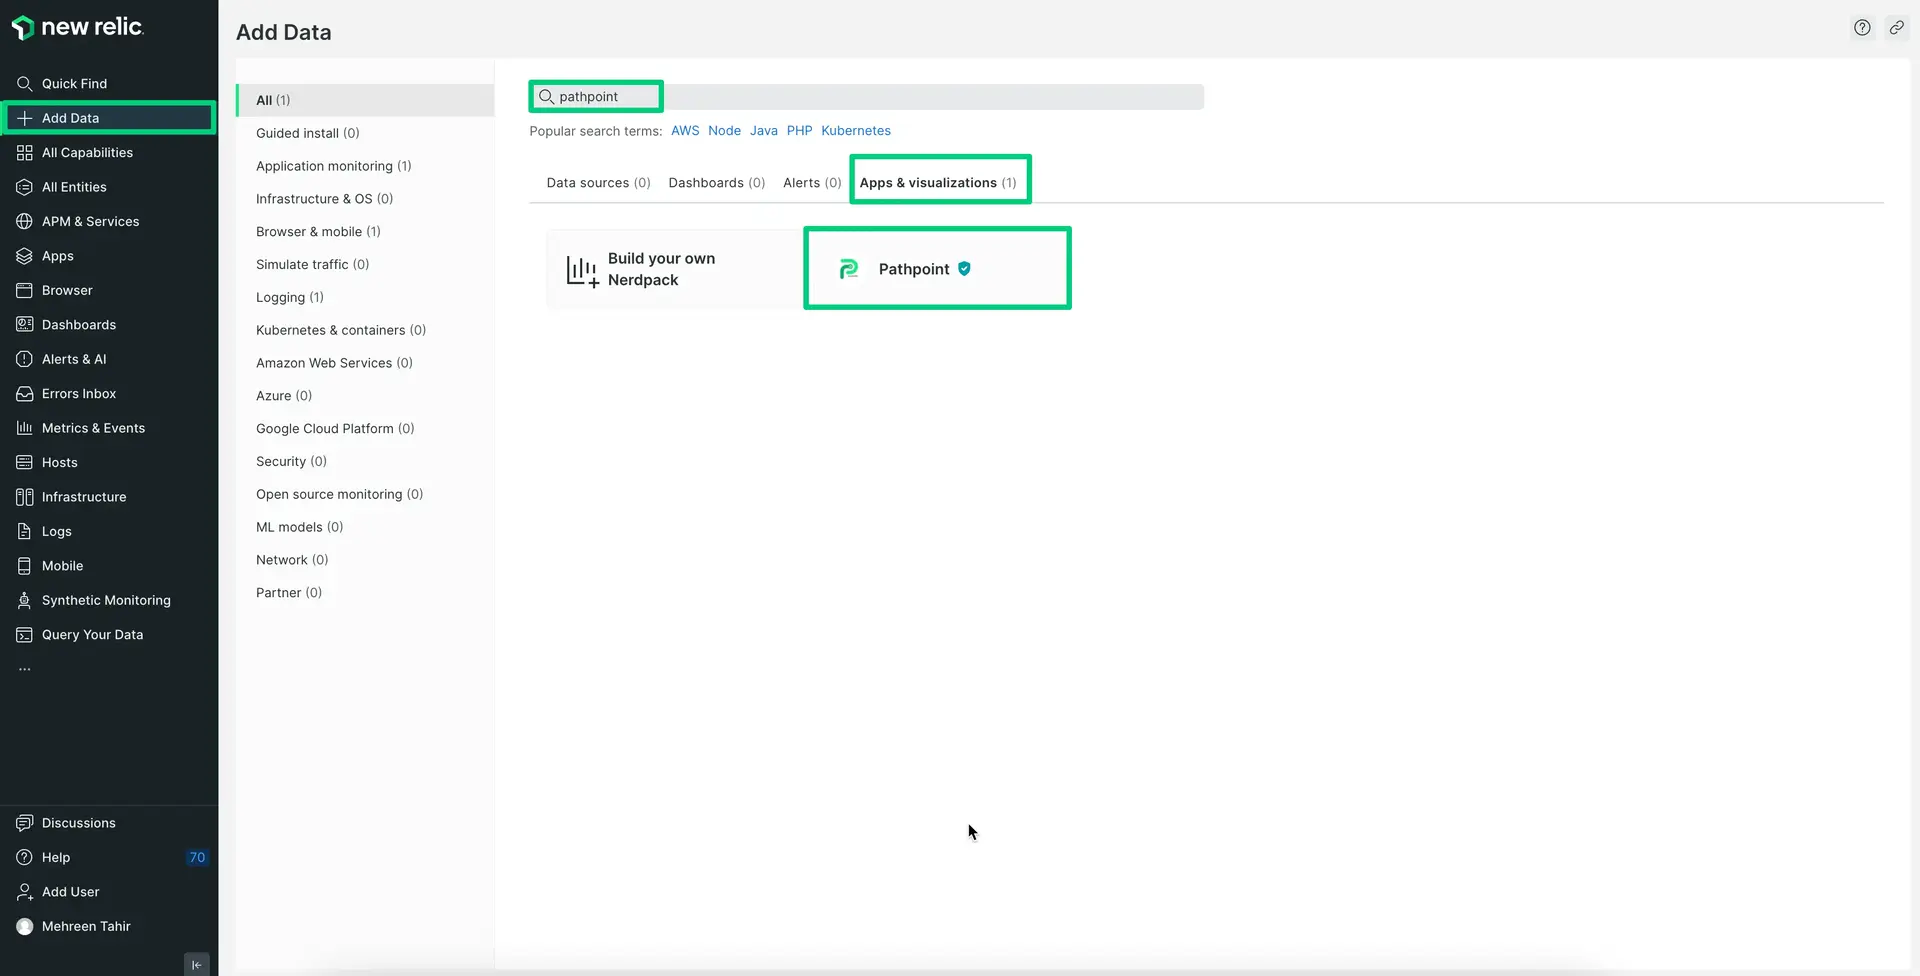 new relic.
Quick Find
Add Data
All Capabilities
All Entities
APM & Services
Apps
Browser
Dashboards
Alerts & AI
Errors Inbox
Metrics & Events
Hosts
Infrastructure
Logs
Mobile
Synthetic Monitoring
Query Your Data
...
Discussions
Help 70
Add User
Mehreen Tahir
Add Data
All (1)
Guided install (0)
Application monitoring (1)
Infrastructure & OS (0)
Browser & mobile (1)
Simulate traffic (0)
Logging (1)
Kubernetes & containers (0)
Amazon Web Services (0)
Azure (0)
Google Cloud Platform (0)
Security (0)
Open source monitoring (0)
ML models (0)
Network (0)
Partner (0)
pathpoint
Popular search terms: AWS Node Java PHP Kubernetes
Data sources (0) Dashboards (0) Alerts (0) Apps & visualizations (1)
Build your own
Nerdpack
Pathpoint